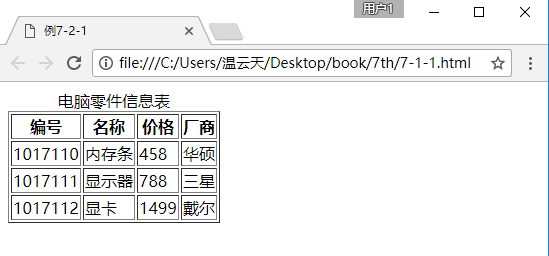 用户1
例7-2-1
file:///C:/Users/温云天/Desktop/book/7th/7-1-1.html
电脑零件信息表
编号 名称 价格 厂商
1017110 内存条 458 华硕
1017111 显示器 788 三星
1017112 显卡 1499 戴尔